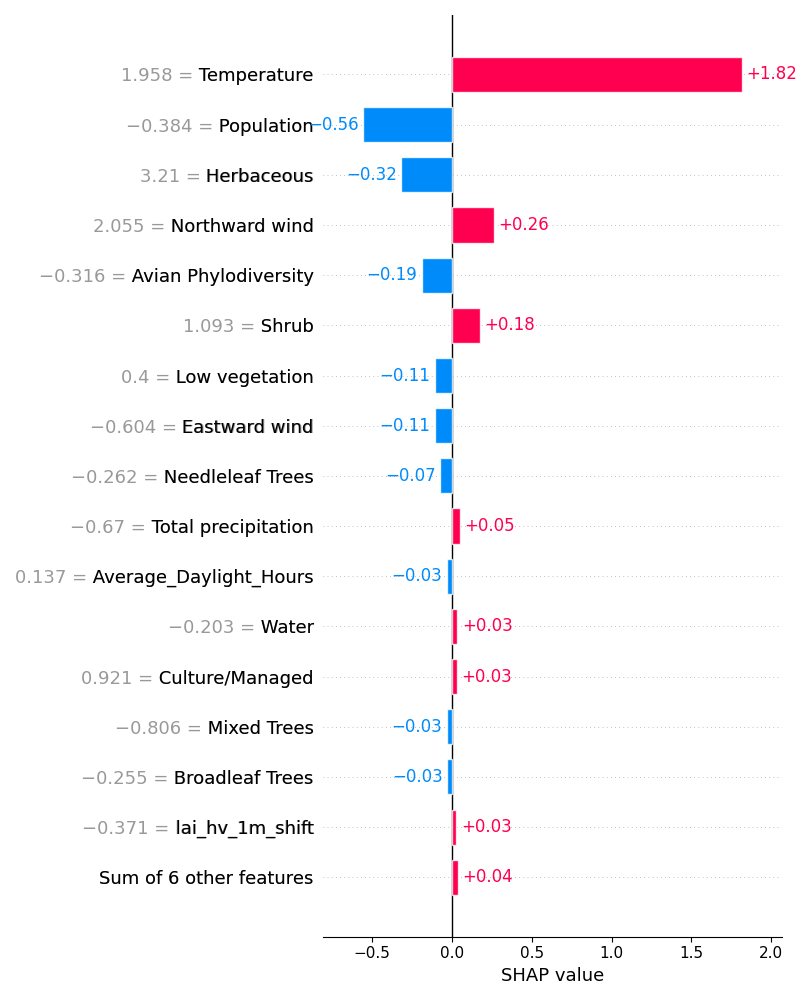 1.958 = Temperature +1.82
−0.384 = Population −0.56
3.21 = Herbaceous −0.32
2.055 = Northward wind +0.26
−0.316 = Avian Phylodiversity −0.19
1.093 = Shrub +0.18
0.4 = Low vegetation −0.11
−0.604 = Eastward wind −0.11
−0.262 = Needleleaf Trees −0.07
−0.67 = Total precipitation +0.05
0.137 = Average_Daylight_Hours −0.03
−0.203 = Water +0.03
0.921 = Culture/Managed +0.03
−0.806 = Mixed Trees −0.03
−0.255 = Broadleaf Trees −0.03
−0.371 = lai_hv_1m_shift +0.03
Sum of 6 other features +0.04
−0.5 0.0 0.5 1.0 1.5 2.0
SHAP value